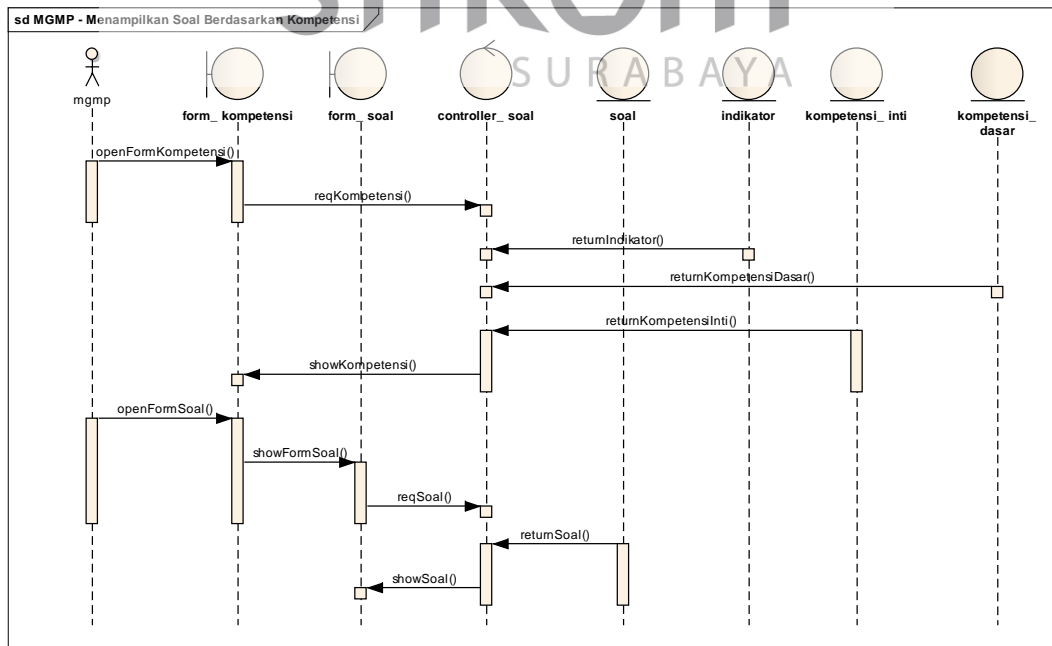 sd MGMP - Menampilkan Soal Berdasarkan Kompetensi
SURABAYA
mgmp
form_ kompetensi
form_ soal
controller_ soal
soal
indikator
kompetensi_ inti
kompetensi_
dasar
openFormKompetensi()
reqKompetensi()
returnIndikator()
returnKompetensiDasar()
returnKompetensiInti()
showKompetensi()
openFormSoal()
showFormSoal()
reqSoal()
returnSoal()
showSoal()